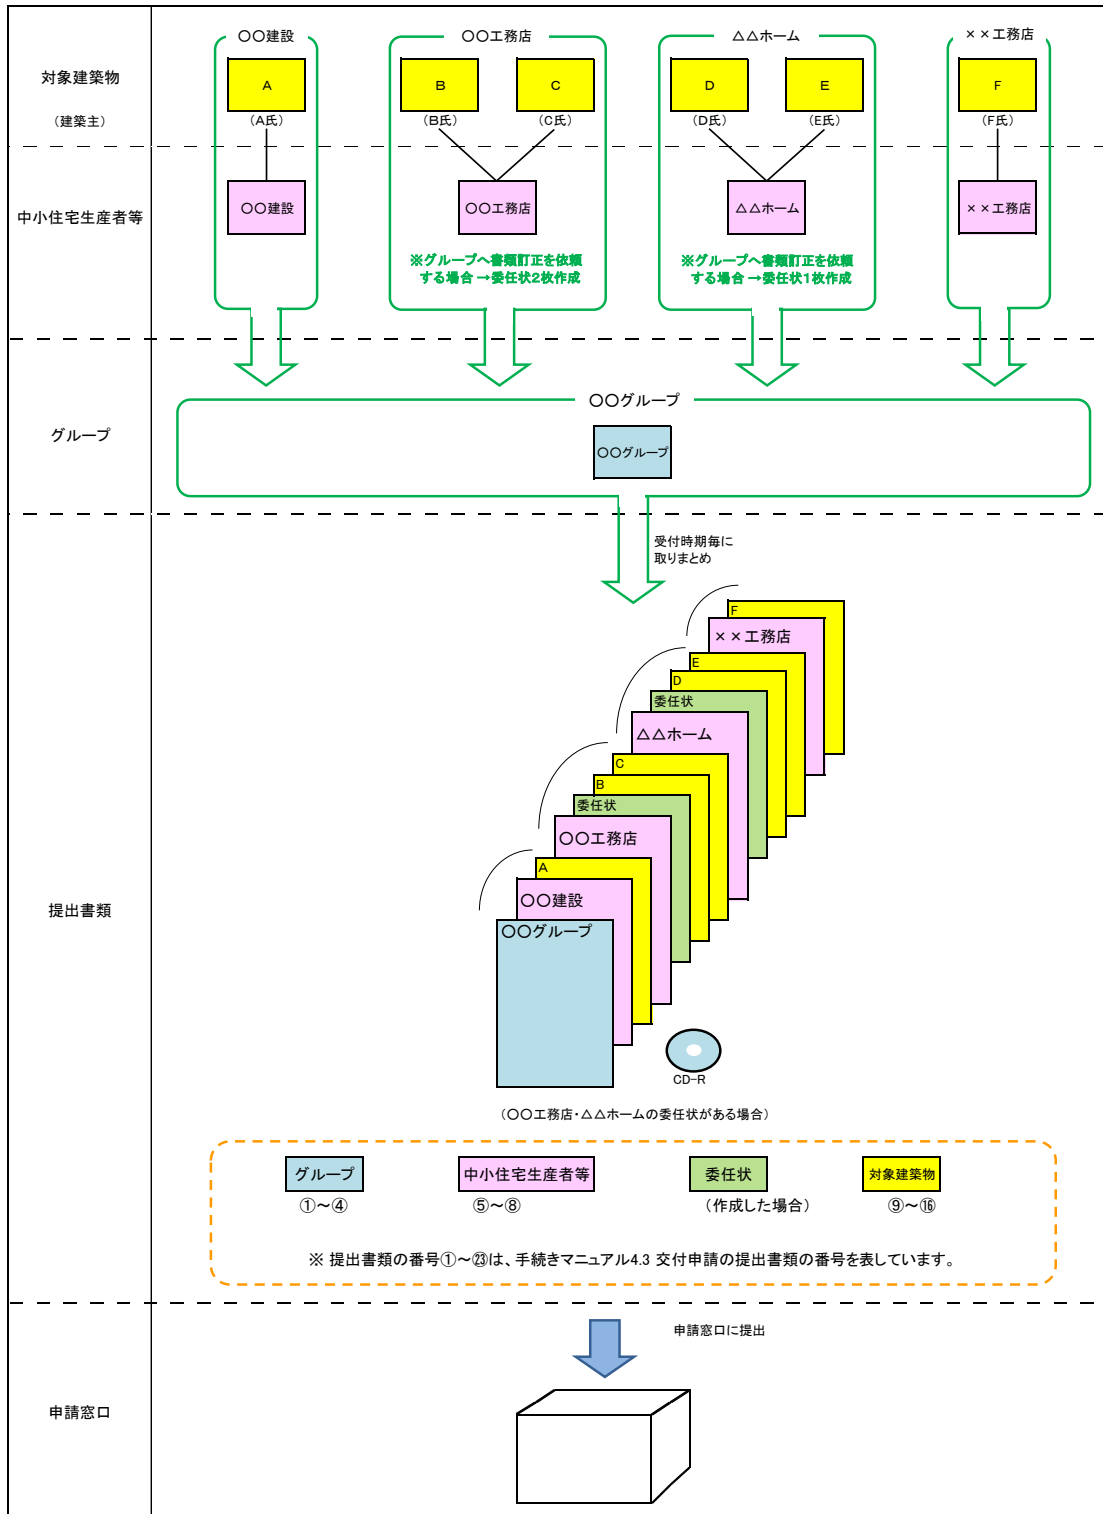 〇〇建設
〇〇工務店
△△ホーム
××工務店
対象建築物
(建築主)
A
B
C
D
E
F
(A氏)
(B氏)
(C氏)
(D氏)
(E氏)
(F氏)
中小住宅生産者等
〇〇建設
〇〇工務店
△△ホーム
××工務店
※グループへ書類訂正を依頼
する場合→委任状2枚作成
※グループへ書類訂正を依頼
する場合→委任状1枚作成
グループ
〇〇グループ
〇〇グループ
受付時期毎に
取りまとめ
提出書類
F
××工務店
E
D
委任状
△△ホーム
C
B
委任状
〇〇工務店
A
〇〇建設
〇〇グループ
CD-R
(〇〇工務店・△△ホームの委任状がある場合)
グループ
中小住宅生産者等
委任状
対象建築物
①～④
⑤～⑧
(作成した場合)
⑨～⑯
※ 提出書類の番号①～㉓は、手続きマニュアル4.3 交付申請の提出書類の番号を表しています。
申請窓口に提出
申請窓口